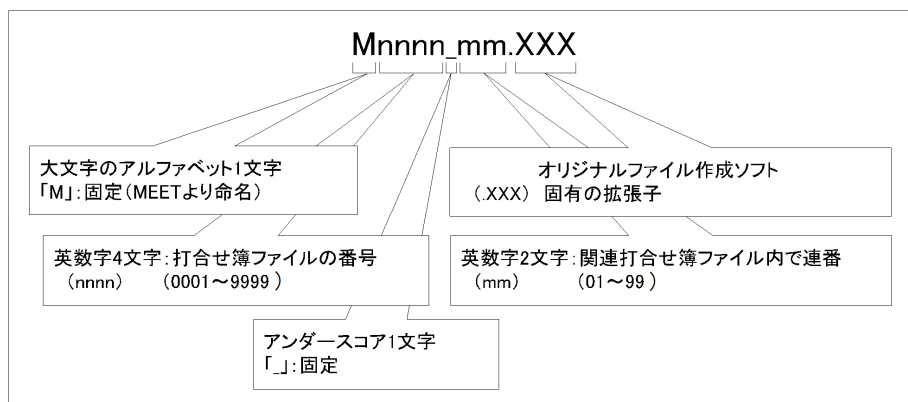 Mnnnn_mm.XXX
大文字のアルファベット1文字
「M」:固定(MEETより命名)
オリジナルファイル作成ソフト
(.XXX) 固有の拡張子
英数字4文字:打合せ簿ファイルの番号
(nnnn) (0001~9999)
英数字2文字:関連打合せ簿ファイル内で連番
(mm) (01~99)
アンダースコア1文字
「_」:固定